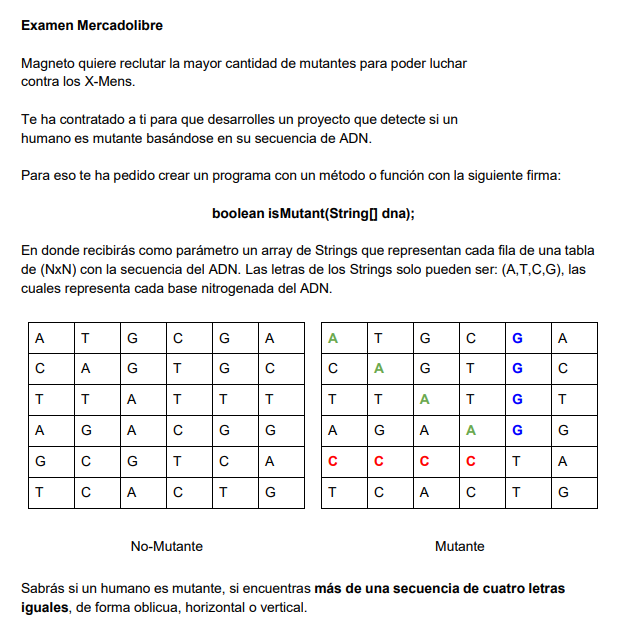 Examen Mercadolibre
Magneto quiere reclutar la mayor cantidad de mutantes para poder luchar
contra los X-Mens.
Te ha contratado a ti para que desarrolles un proyecto que detecte si un
humano es mutante basándose en su secuencia de ADN.
Para eso te ha pedido crear un programa con un método o función con la siguiente firma:
boolean isMutant(String[] dna);
En donde recibirás como parámetro un array de Strings que representan cada fila de una tabla
de (NxN) con la secuencia del ADN. Las letras de los Strings solo pueden ser: (A,T,C,G), las
cuales representa cada base nitrogenada del ADN.
A T G C G A
C A G T G C
T T A T T T
A G A C G G
G C G T C A
T C A C T G
No-Mutante
A T G C G A
C A G T G C
T T A T G T
A G A A G G
C C C C T A
T C A C T G
Mutante
Sabrás si un humano es mutante, si encuentras más de una secuencia de cuatro letras
iguales, de forma oblicua, horizontal o vertical.